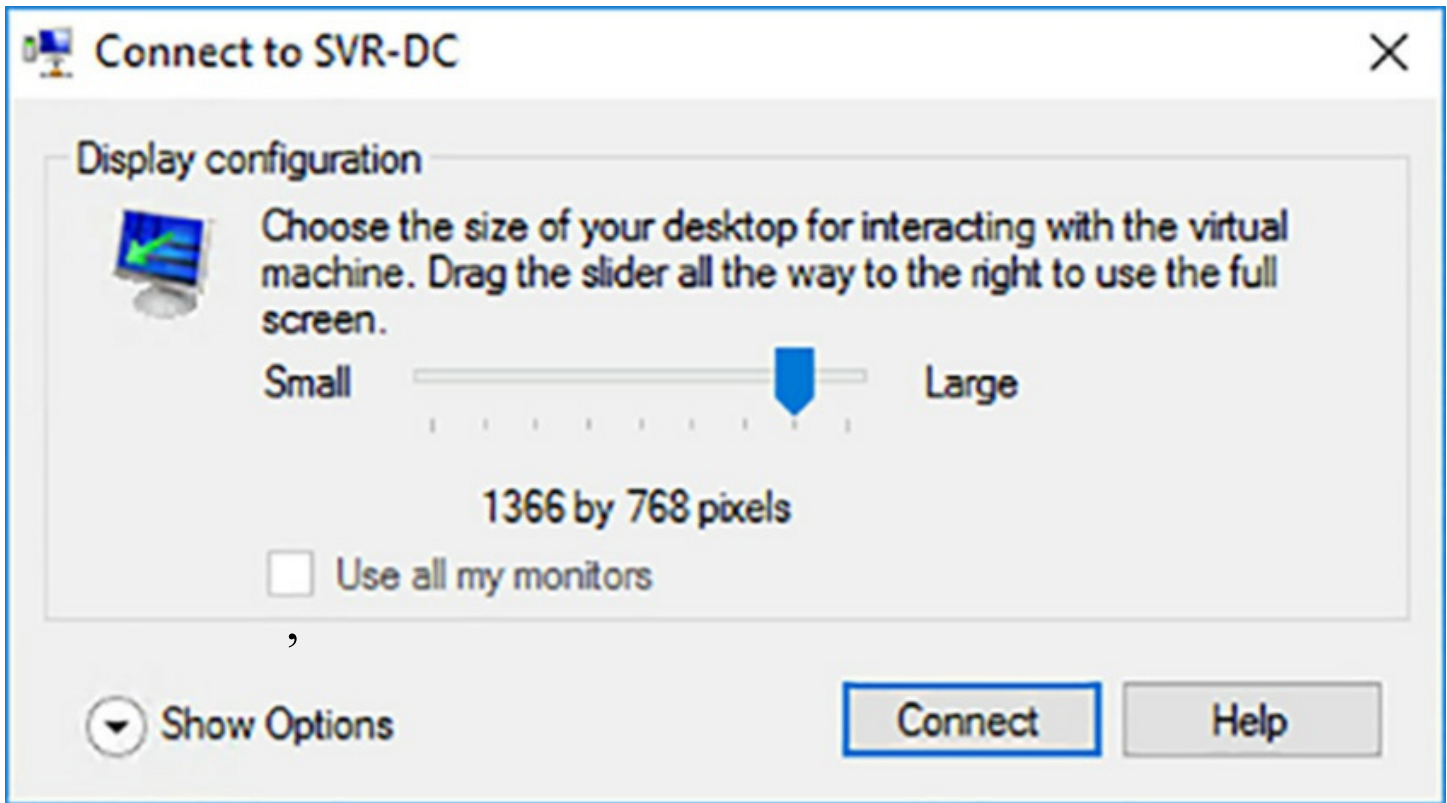 Connect to SVR-DC
Display configuration
Choose the size of your desktop for interacting with the virtual
machine. Drag the slider all the way to the right to use the full
screen.
Small Large
1366 by 768 pixels
Use all my monitors
,
Show Options Connect Help